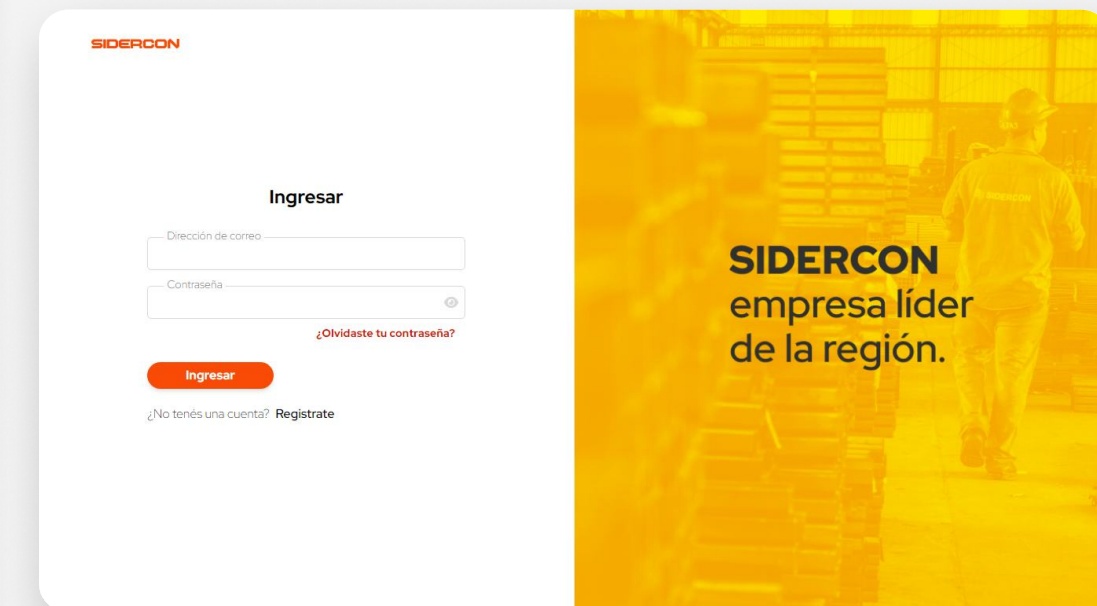 SIDERCON
Ingresar
Dirección de correo
Contraseña
¿Olvidaste tu contraseña?
Ingresar
¿No tenés una cuenta? Registrate
SIDERCON
SIDERCON
empresa líder
de la región.